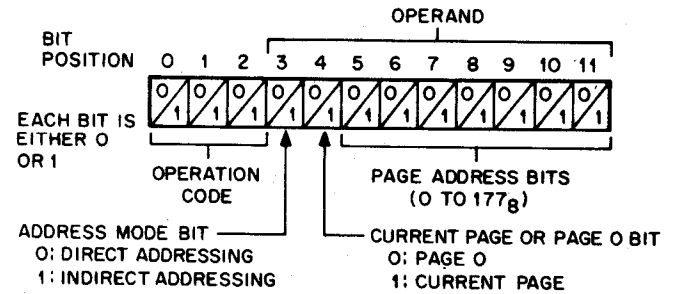 OPERAND
BIT
POSITION 0 1 2 3 4 5 6 7 8 9 10 11
0/1 0/1 0/1 0/1 0/1 0/1 0/1 0/1 0/1 0/1 0/1 0/1
EACH BIT IS
EITHER 0
OR 1
OPERATION
CODE
PAGE ADDRESS BITS
(0 TO 177₈)
ADDRESS MODE BIT
0: DIRECT ADDRESSING
1: INDIRECT ADDRESSING
CURRENT PAGE OR PAGE 0 BIT
0: PAGE 0
1: CURRENT PAGE